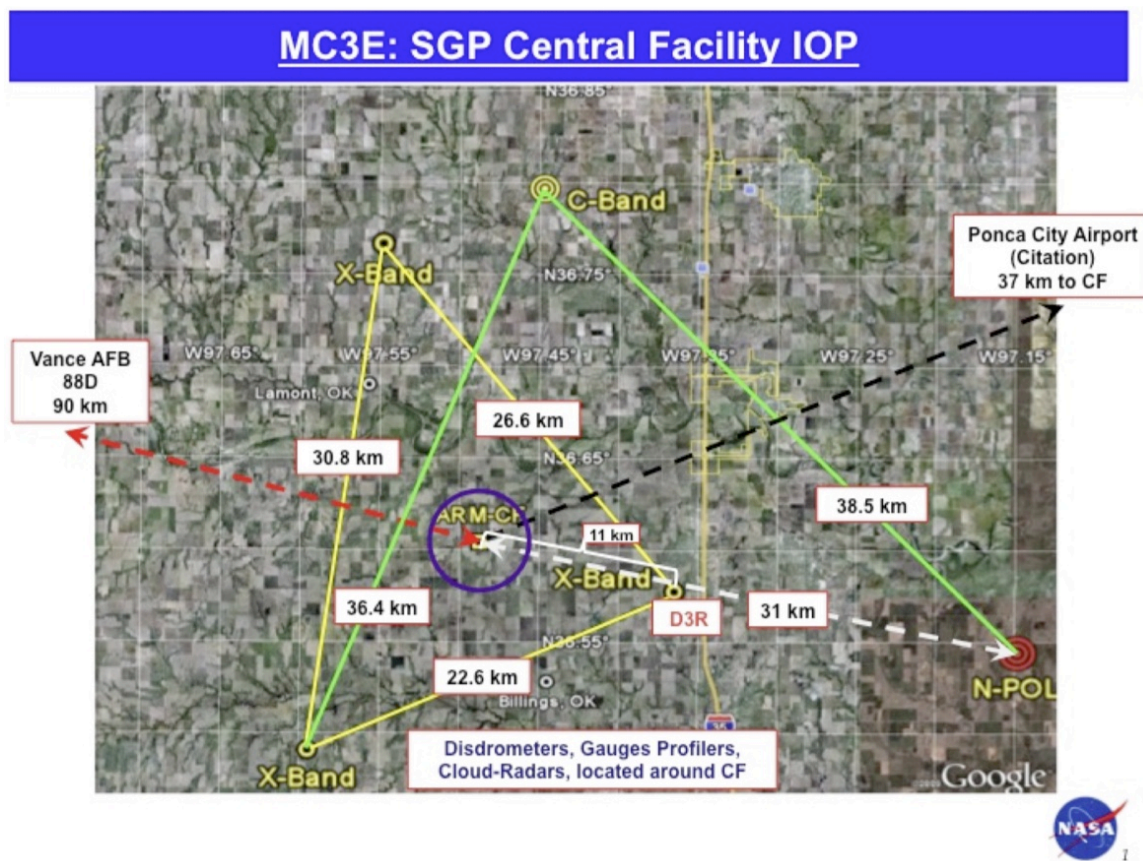 MC3E: SGP Central Facility IOP
N36.85°
C-Band
X-Band
N36.75°
Ponca City Airport
(Citation)
37 km to CF
Vance AFB
88D
90 km
W97.65°
W97.55°
W97.45°
W97.35°
W97.25°
W97.15°
Lamont, OK
26.6 km
30.8 km
N36.65°
38.5 km
ARM-CF
11 km
X-Band
36.4 km
D3R
31 km
N36.55°
22.6 km
N-POL
Billings, OK
35
X-Band
Disdrometers, Gauges Profilers,
Cloud-Radars, located around CF
Google
NASA
1